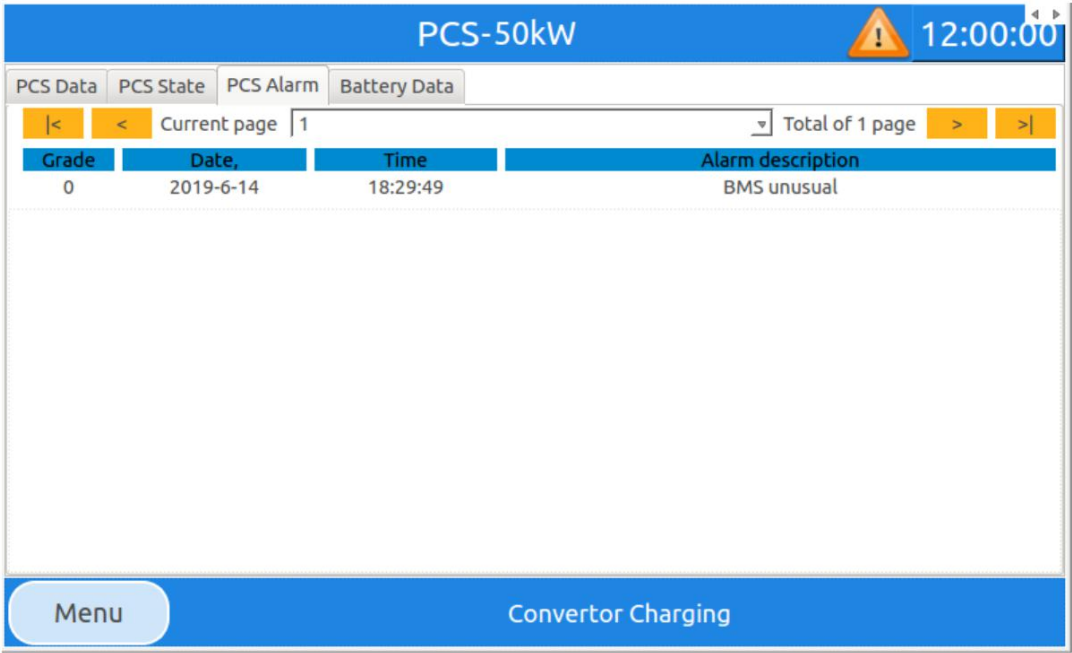 PCS-50kW 12:00:00
PCS Data PCS State PCS Alarm Battery Data
|< < Current page 1 Total of 1 page > >|
Grade Date, Time Alarm description
0 2019-6-14 18:29:49 BMS unusual
Menu Convertor Charging